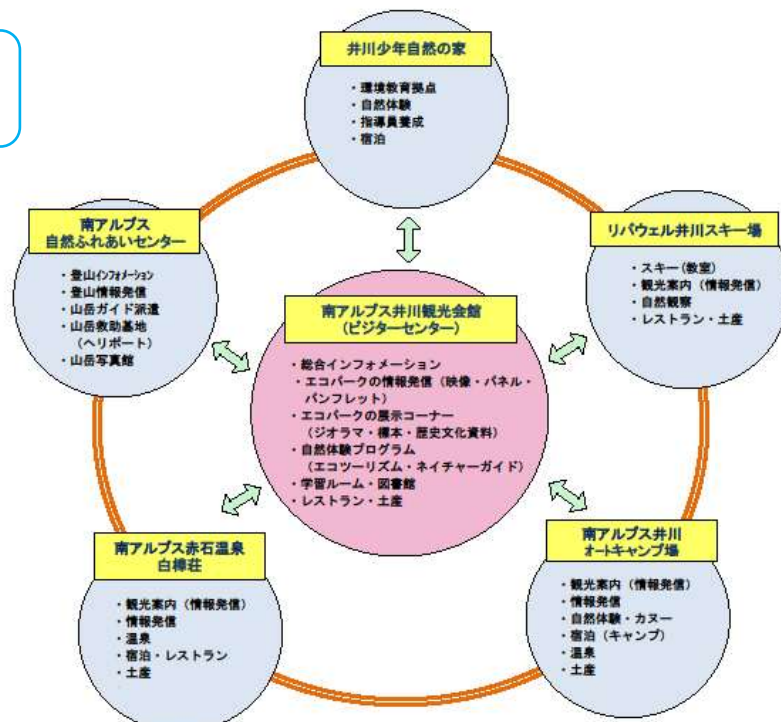 井川少年自然の家
・環境教育拠点
・自然体験
・指導員養成
・宿泊
南アルプス
自然ふれあいセンター
・登山インフォメーション
・登山情報発信
・山岳ガイド派遣
・山岳救助基地
（ヘリポート）
・山岳写真館
リバウェル井川スキー場
・スキー（教室）
・観光案内（情報発信）
・自然観察
・レストラン・土産
南アルプス井川観光会館
（ビジターセンター）
・総合インフォメーション
・エコパークの情報発信（映像・パネル・
パンフレット）
・エコパークの展示コーナー
（ジオラマ・標本・歴史文化資料）
・自然体験プログラム
（エコツーリズム・ネイチャーガイド）
・学習ルーム・図書館
・レストラン・土産
南アルプス赤石温泉
白樺荘
・観光案内（情報発信）
・情報発信
・温泉
・宿泊・レストラン
・土産
南アルプス井川
オートキャンプ場
・観光案内（情報発信）
・情報発信
・自然体験・カヌー
・宿泊（キャンプ）
・温泉
・土産